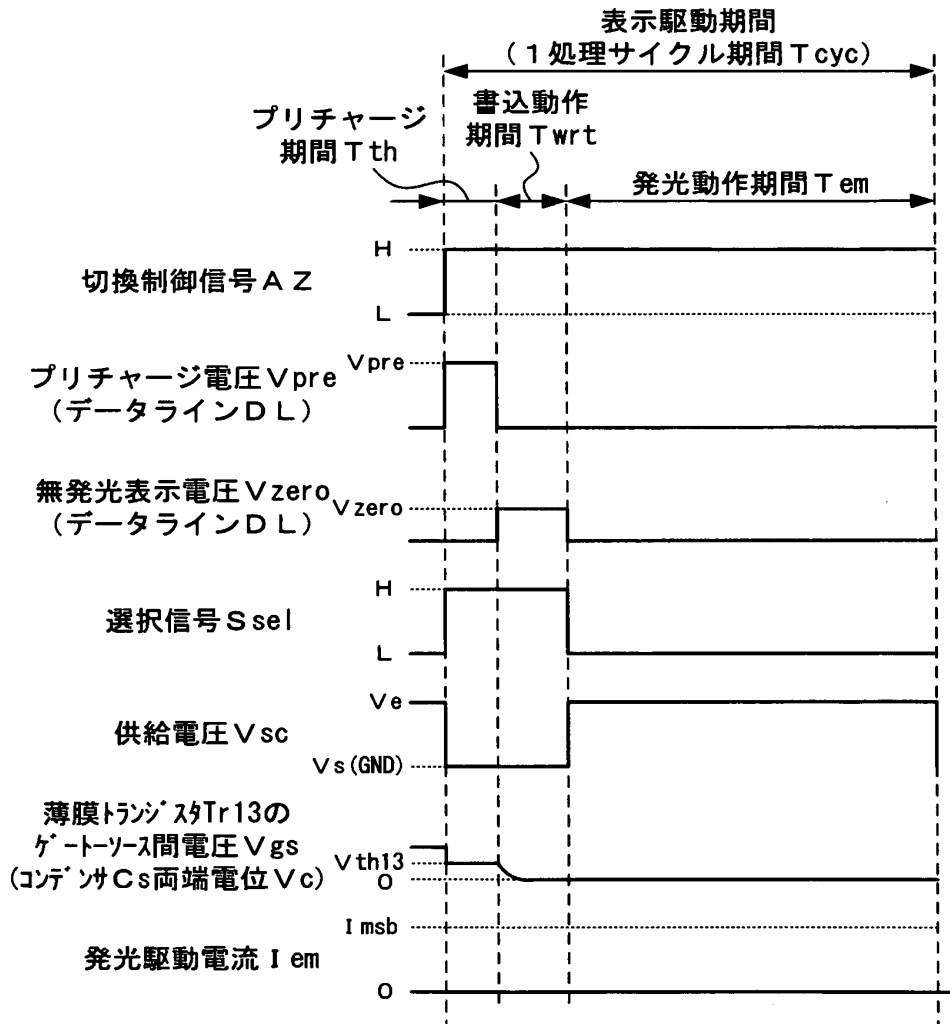 表示駆動期間
（１処理サイクル期間Ｔcyc）
プリチャージ
期間Ｔth
書込動作
期間Ｔwrt
発光動作期間Ｔem
切換制御信号ＡＺ
Ｈ
Ｌ
プリチャージ電圧Ｖpre
（データラインＤＬ）
Ｖpre
無発光表示電圧Ｖzero
（データラインＤＬ）
Ｖzero
選択信号Ｓsel
Ｈ
Ｌ
供給電圧Ｖsc
Ｖe
Ｖs(GND)
薄膜ﾄﾗﾝｼﾞｽﾀTr13の
ｹﾞｰﾄ-ｿｰｽ間電圧Ｖgs
(ｺﾝﾃﾞﾝｻCs両端電位Ｖc)
Ｖth13
０
発光駆動電流Ｉem
Ｉmsb
０